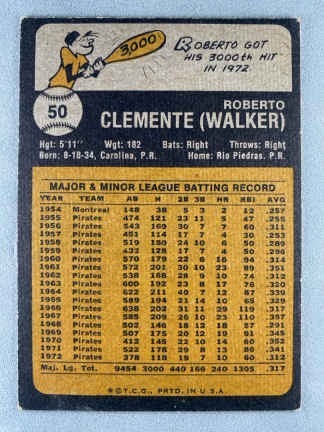 3,000
ROBERTO GOT
HIS 3000th HIT
IN 1972
50
ROBERTO
CLEMENTE (WALKER)
Hgt: 5'11" Wgt: 182 Bats: Right Throws: Right
Born: 8-18-34, Carolina, P.R. Home: Rio Piedras, P.R.
MAJOR & MINOR LEAGUE BATTING RECORD
YEAR TEAM AB H 2B 3B HR RBI AVG.
1954 Montreal 148 38 5 3 2 12 .257
1955 Pirates 474 121 23 11 5 47 .255
1956 Pirates 543 169 30 7 7 60 .311
1957 Pirates 451 114 17 7 4 30 .253
1958 Pirates 519 150 24 10 6 50 .289
1959 Pirates 432 128 17 7 4 50 .296
1960 Pirates 570 179 22 6 16 94 .314
1961 Pirates 572 201 30 10 23 89 .351
1962 Pirates 538 168 28 9 10 74 .312
1963 Pirates 600 192 23 8 17 76 .320
1964 Pirates 622 211 40 7 12 87 .339
1965 Pirates 589 194 21 14 10 65 .329
1966 Pirates 638 202 31 11 29 119 .317
1967 Pirates 585 209 26 10 23 110 .357
1968 Pirates 502 146 18 12 18 57 .291
1969 Pirates 507 175 20 12 19 91 .345
1970 Pirates 412 145 22 10 14 60 .352
1971 Pirates 522 178 29 8 13 86 .341
1972 Pirates 378 118 19 7 10 60 .312
Maj. Lg. Tot. 9454 3000 440 166 240 1305 .317
© T.C.G. PRTD. IN U.S.A.